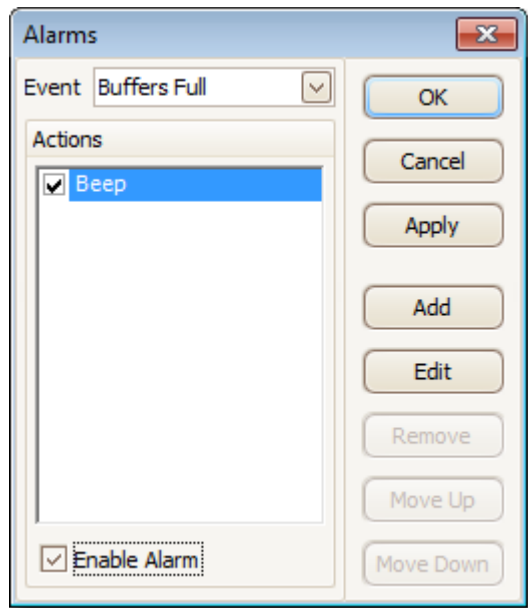 Alarms
Event Buffers Full
Actions
Beep
Enable Alarm
OK
Cancel
Apply
Add
Edit
Remove
Move Up
Move Down